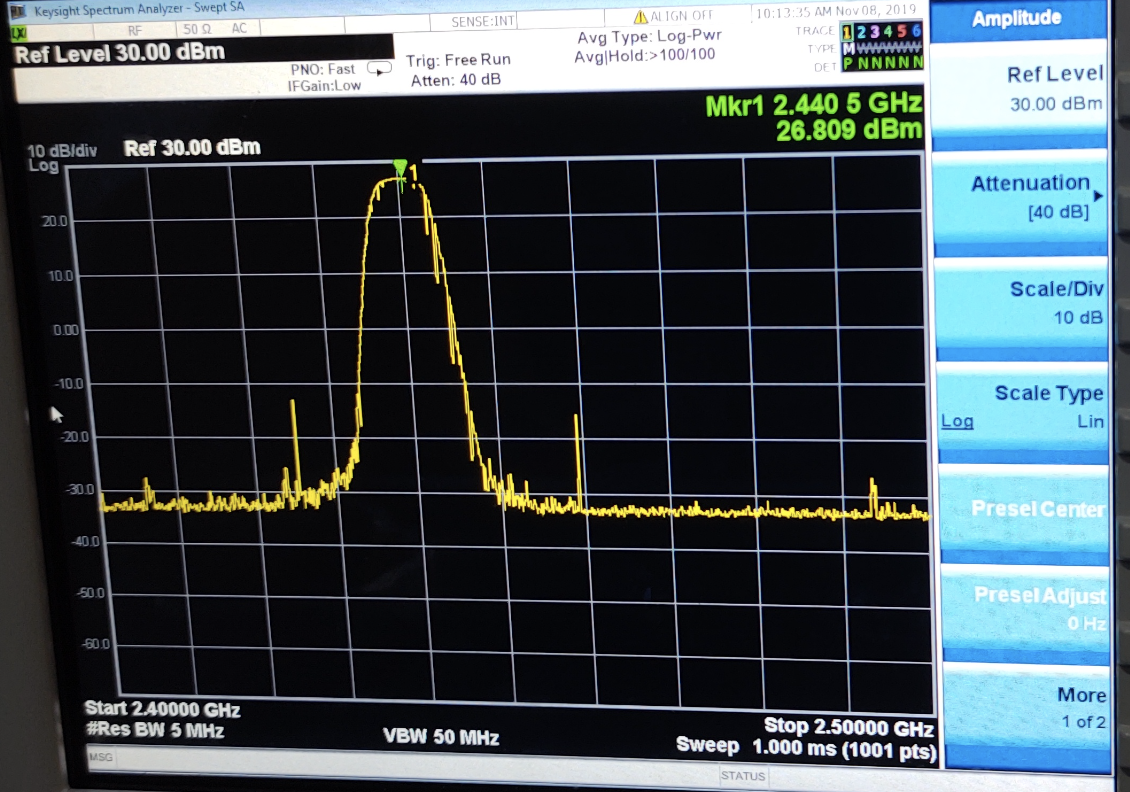 Keysight Spectrum Analyzer - Swept SA
LXI RF 50 Ω AC SENSE:INT ALIGN OFF 10:13:35 AM Nov 08, 2019
Ref Level 30.00 dBm
PNO: Fast
IFGain:Low
Trig: Free Run
Atten: 40 dB
Avg Type: Log-Pwr
Avg|Hold:>100/100
TRACE 1 2 3 4 5 6
TYPE MWWWWW
DET P N N N N N
Mkr1 2.440 5 GHz
26.809 dBm
10 dB/div
Log
Ref 30.00 dBm
1
20.0
10.0
0.00
-10.0
-20.0
-30.0
-40.0
-50.0
-60.0
Start 2.40000 GHz
#Res BW 5 MHz
VBW 50 MHz
Stop 2.50000 GHz
Sweep 1.000 ms (1001 pts)
MSG
STATUS
Amplitude
Ref Level
30.00 dBm
Attenuation
[40 dB]
Scale/Div
10 dB
Scale Type
Log Lin
Presel Center
Presel Adjust
0 Hz
More
1 of 2